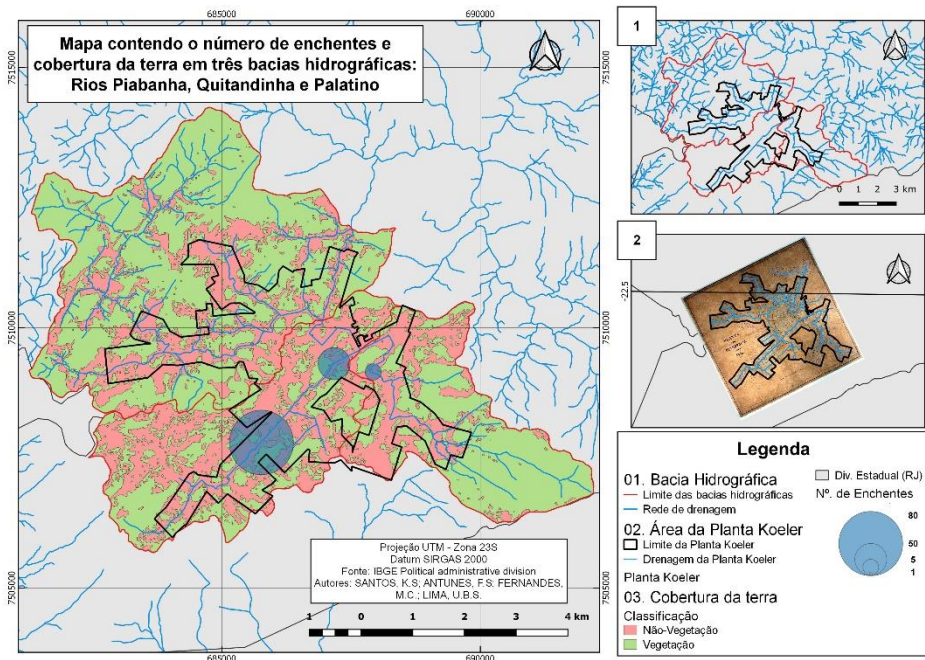 685000
690000
Mapa contendo o número de enchentes e
cobertura da terra em três bacias hidrográficas:
Rios Piabanha, Quitandinha e Palatino
7515000
7515000
7510000
7510000
7505000
7505000
Projeção UTM - Zona 23S
Datum SIRGAS 2000
Fonte: IBGE Political administrative division
Autores: SANTOS, K.S; ANTUNES, F.S: FERNANDES,
M.C.; LIMA, U.B.S.
1 0 1 2 3 4 km
685000
690000
1
0 1 2 3 km
2
-22.5
Legenda
01. Bacia Hidrográfica
Limite das bacias hidrográficas
Rede de drenagem
02. Área da Planta Koeler
Limite da Planta Koeler
Drenagem da Planta Koeler
Planta Koeler
03. Cobertura da terra
Classificação
Não-Vegetação
Vegetação
Div. Estadual (RJ)
Nº. de Enchentes
80
50
5
1